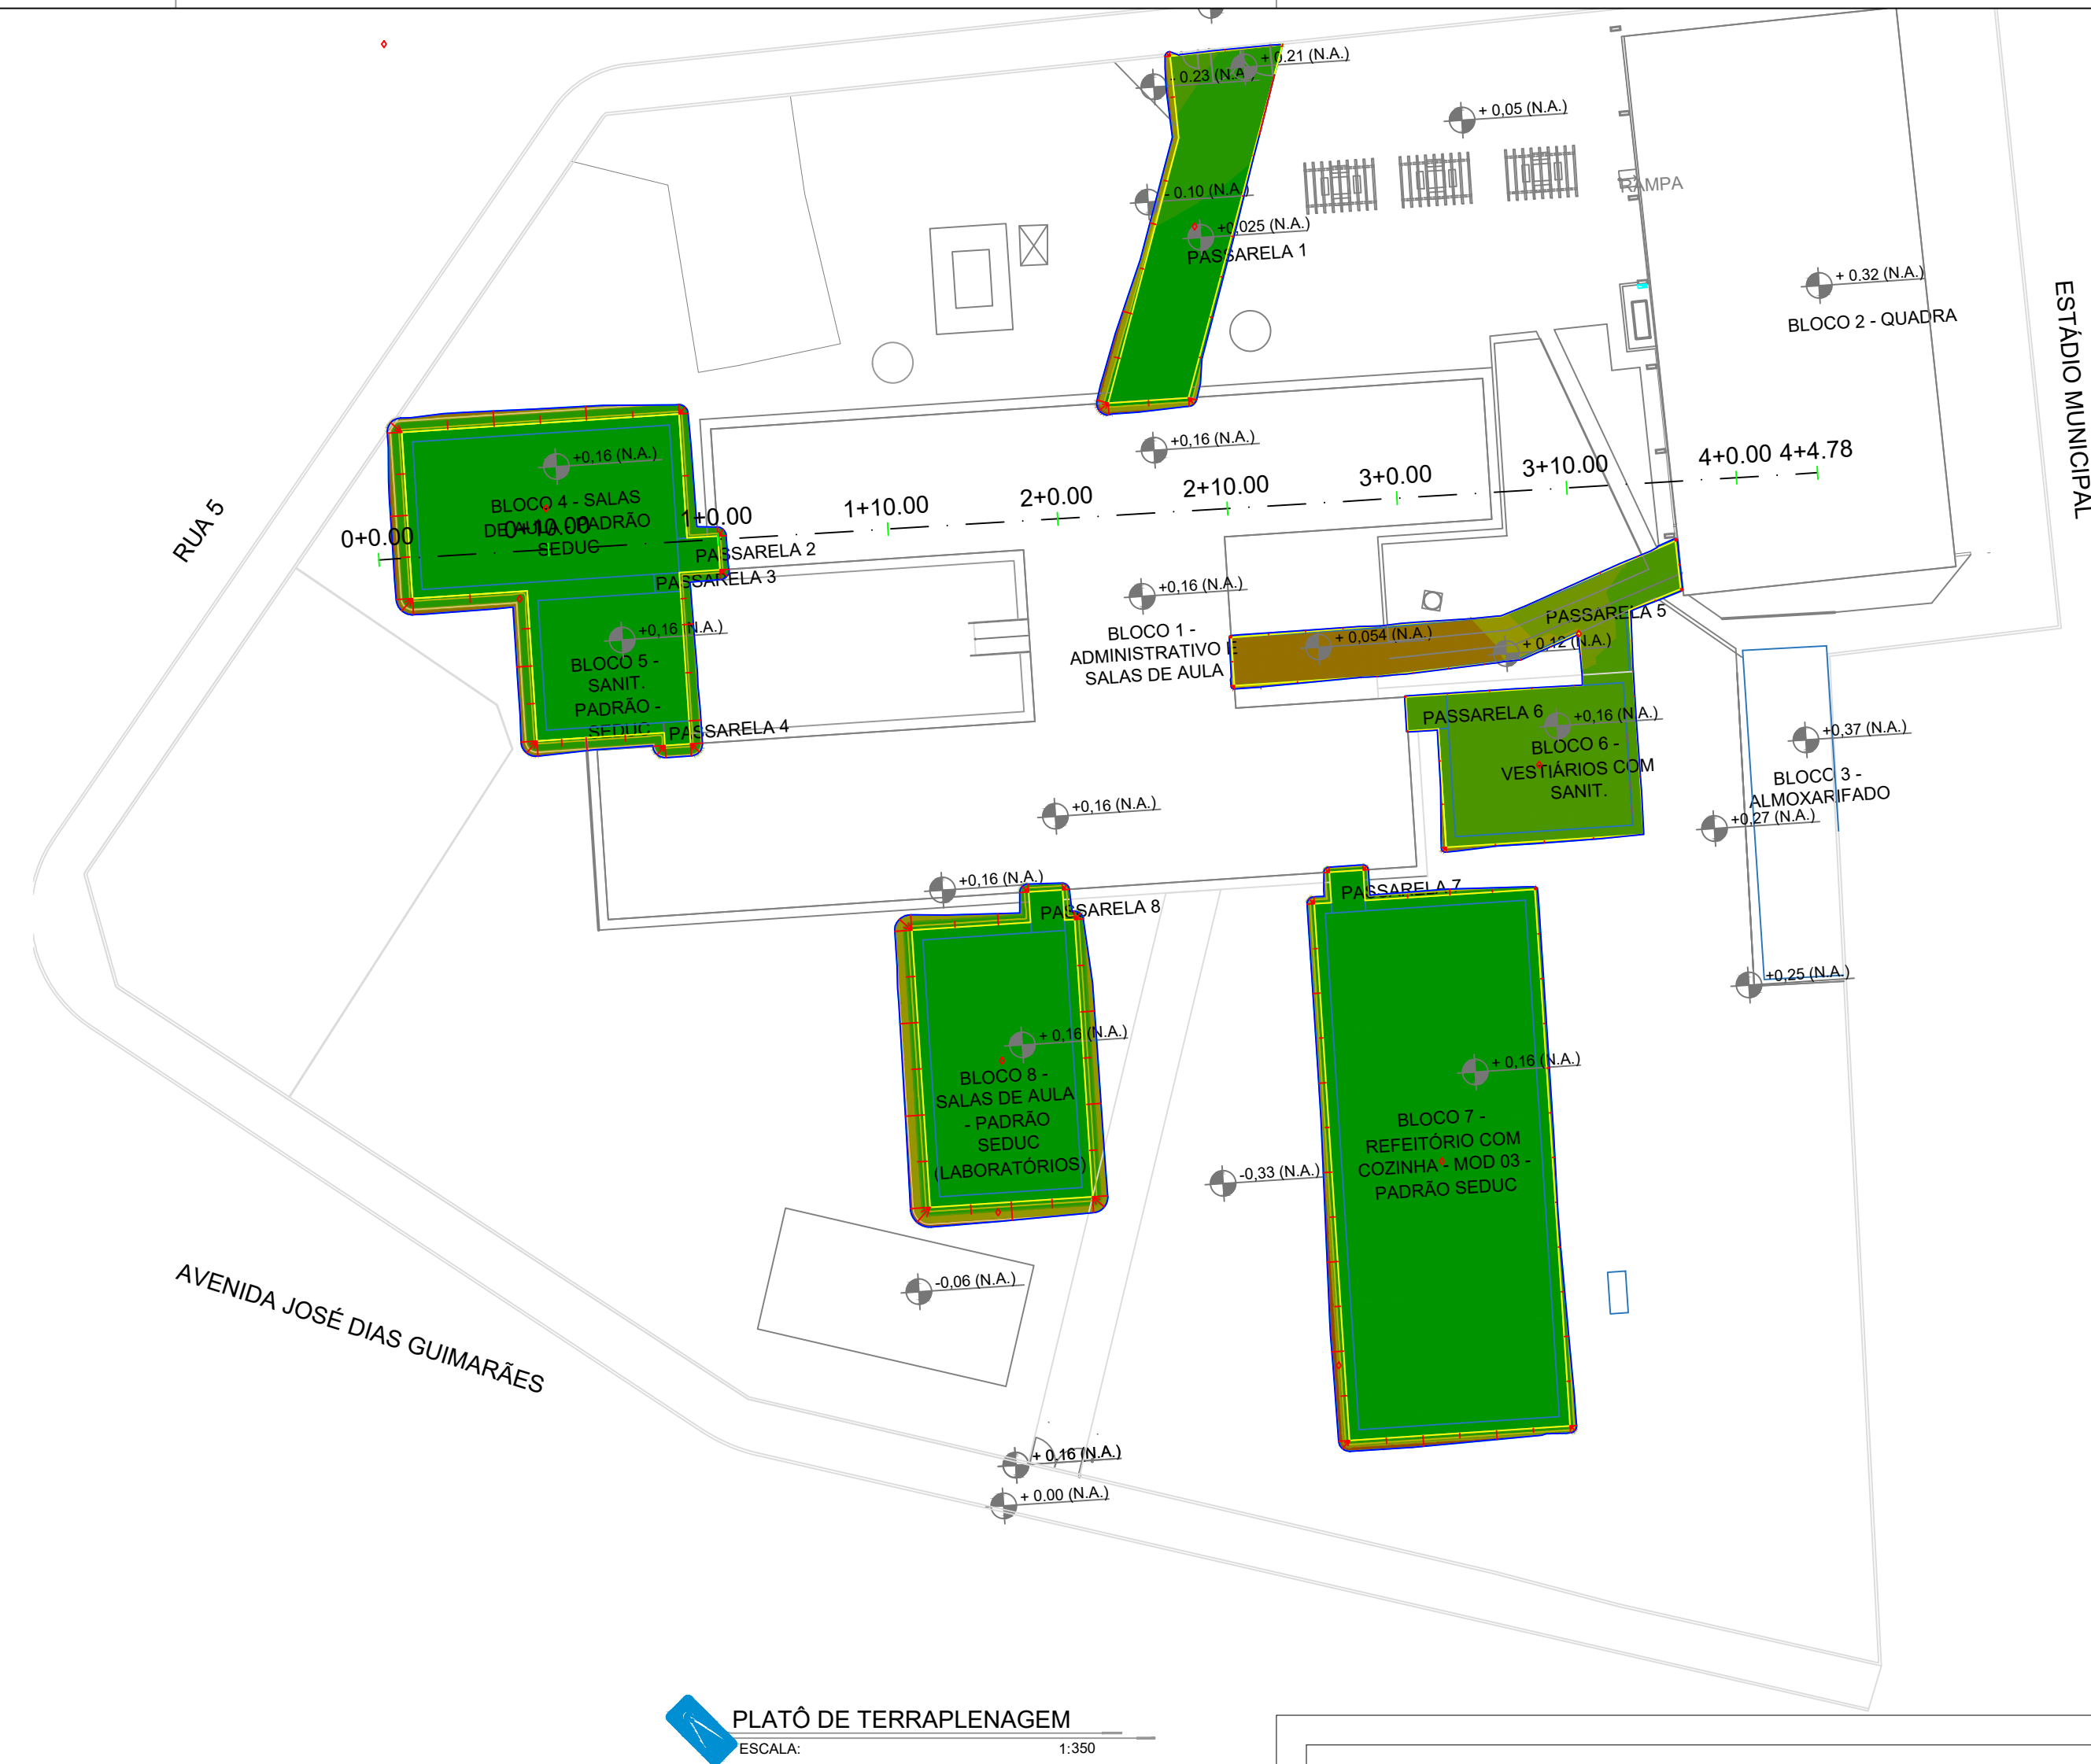 + 0.21 (N.A.)
- 0.23 (N.A.)
+ 0,05 (N.A.)
RAMPA
- 0.10 (N.A.)
+0,025 (N.A.)
PASSARELA 1
+ 0.32 (N.A.)
BLOCO 2 - QUADRA
ESTÁDIO MUNICIPAL
RUA 5
+0,16 (N.A.)
BLOCO 4 - SALAS
DE AULA - PADRÃO
SEDUC
+0,16 (N.A.)
0+0.00
0+10.00
1+0.00
1+10.00
2+0.00
2+10.00
3+0.00
3+10.00
4+0.00
4+4.78
PASSARELA 2
PASSARELA 3
+0,16 (N.A.)
BLOCO 5 -
SANIT.
PADRÃO -
SEDUC
PASSARELA 4
+0,16 (N.A.)
BLOCO 1 -
ADMINISTRATIVO E
SALAS DE AULA
+ 0,054 (N.A.)
PASSARELA 5
+ 0,12 (N.A.)
PASSARELA 6
+0,16 (N.A.)
BLOCO 6 -
VESTIÁRIOS COM
SANIT.
+0,37 (N.A.)
BLOCO 3 -
ALMOXARIFADO
+0,27 (N.A.)
+0,16 (N.A.)
+0,16 (N.A.)
PASSARELA 7
PASSARELA 8
+0,25 (N.A.)
+ 0,16 (N.A.)
BLOCO 8 -
SALAS DE AULA
- PADRÃO
SEDUC
(LABORATÓRIOS)
+ 0,16 (N.A.)
BLOCO 7 -
REFEITÓRIO COM
COZINHA - MOD 03 -
PADRÃO SEDUC
-0,33 (N.A.)
-0,06 (N.A.)
AVENIDA JOSÉ DIAS GUIMARÃES
+ 0,16 (N.A.)
+ 0.00 (N.A.)
PLATÔ DE TERRAPLENAGEM
ESCALA: 1:350